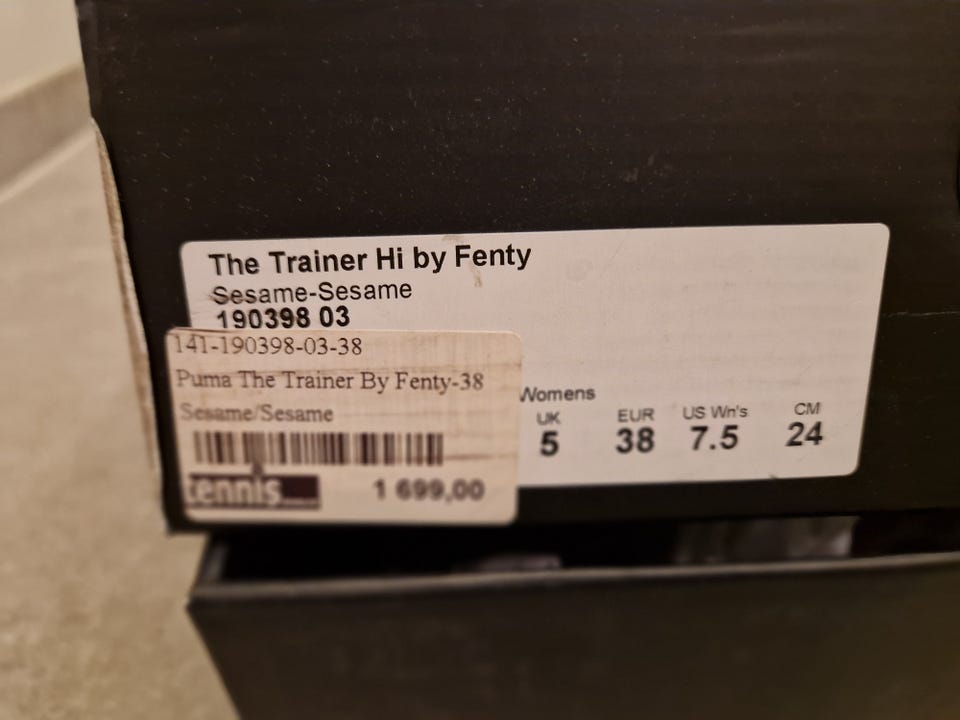 The Trainer Hi by Fenty
Sesame-Sesame
190398 03
141-190398-03-38
Puma The Trainer By Fenty-38
Sesame/Sesame
tennis
1 699,00
Womens
UK EUR US Wn's CM
5 38 7.5 24